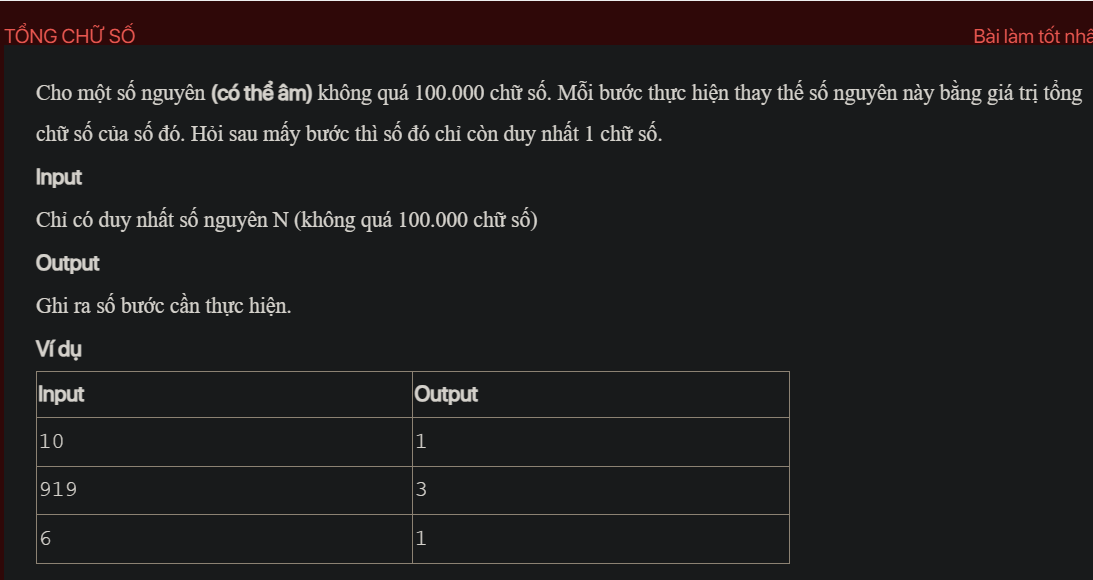 TỔNG CHỮ SỐ
Bài làm tốt nhấ
Cho một số nguyên (có thể âm) không quá 100.000 chữ số. Mỗi bước thực hiện thay thế số nguyên này bằng giá trị tổng
chữ số của số đó. Hỏi sau mấy bước thì số đó chỉ còn duy nhất 1 chữ số.
Input
Chỉ có duy nhất số nguyên N (không quá 100.000 chữ số)
Output
Ghi ra số bước cần thực hiện.
Ví dụ
Input Output
10 1
919 3
6 1